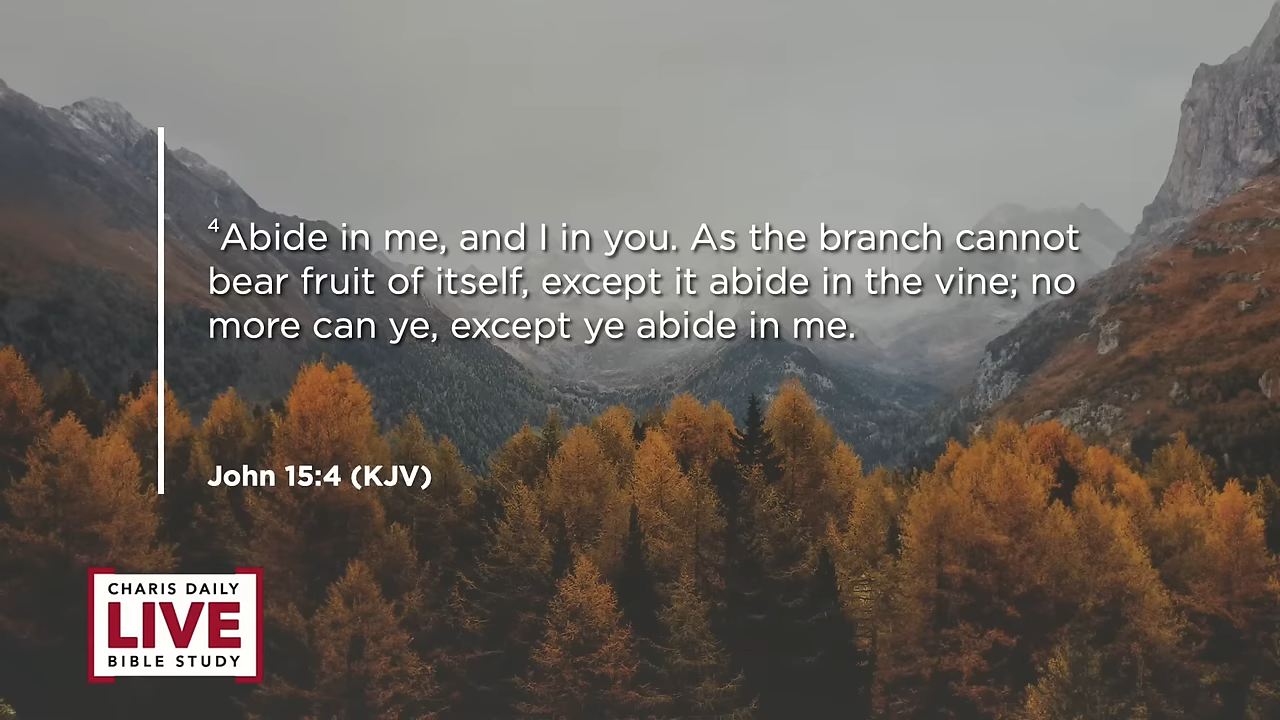 ⁴Abide in me, and I in you. As the branch cannot
bear fruit of itself, except it abide in the vine; no
more can ye, except ye abide in me.
John 15:4 (KJV)
CHARIS DAILY
LIVE
BIBLE STUDY